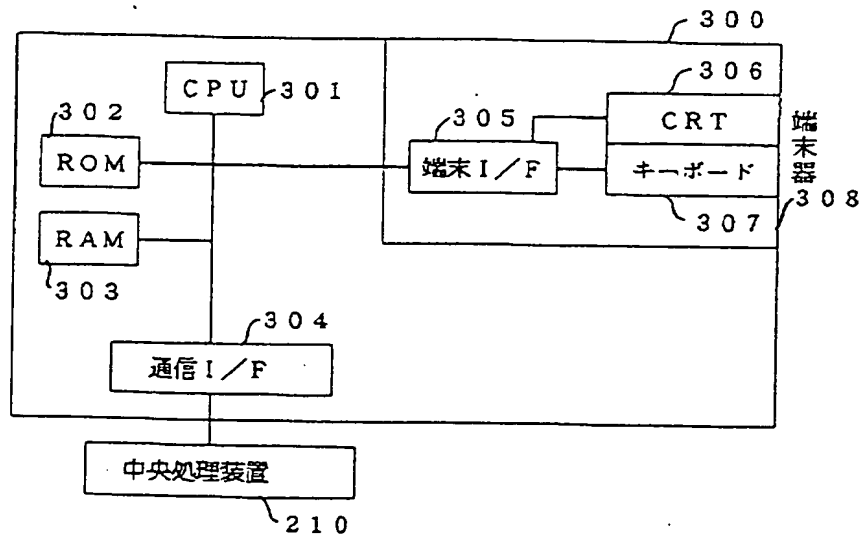 ３００
ＣＰＵ
３０１
３０６
３０２
３０５
ＣＲＴ
端末器
ＲＯＭ
端末Ｉ／Ｆ
キーボード
３０８
ＲＡＭ
３０７
３０３
３０４
通信Ｉ／Ｆ
中央処理装置
２１０